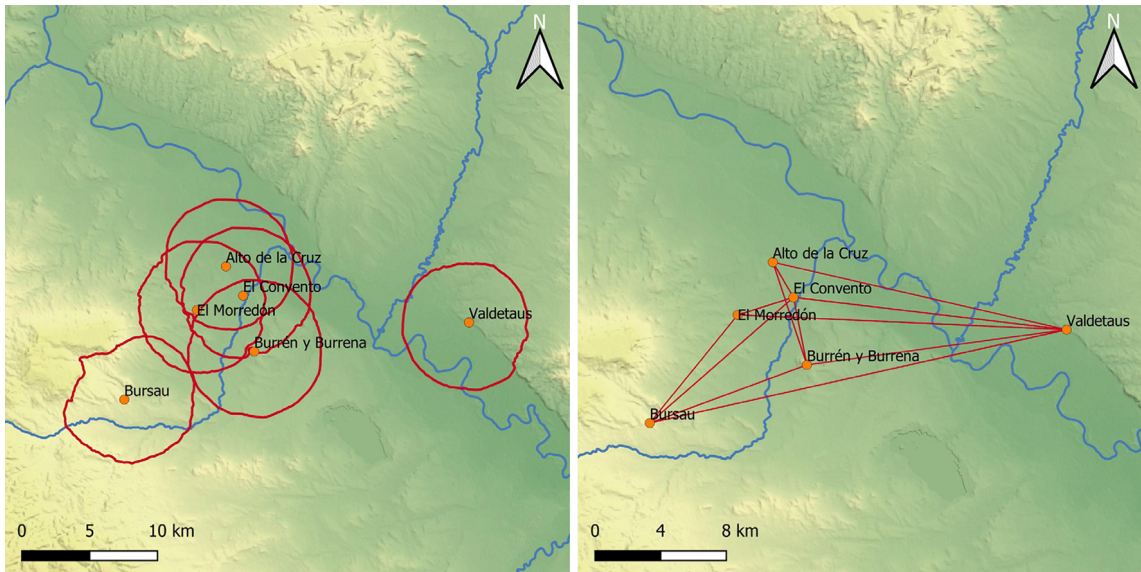 N
Alto de la Cruz
El Convento
El Morredón
Valdetaus
Burrén y Burrena
Bursau
0 5 10 km
N
Alto de la Cruz
El Convento
El Morredón
Valdetaus
Burrén y Burrena
Bursau
0 4 8 km